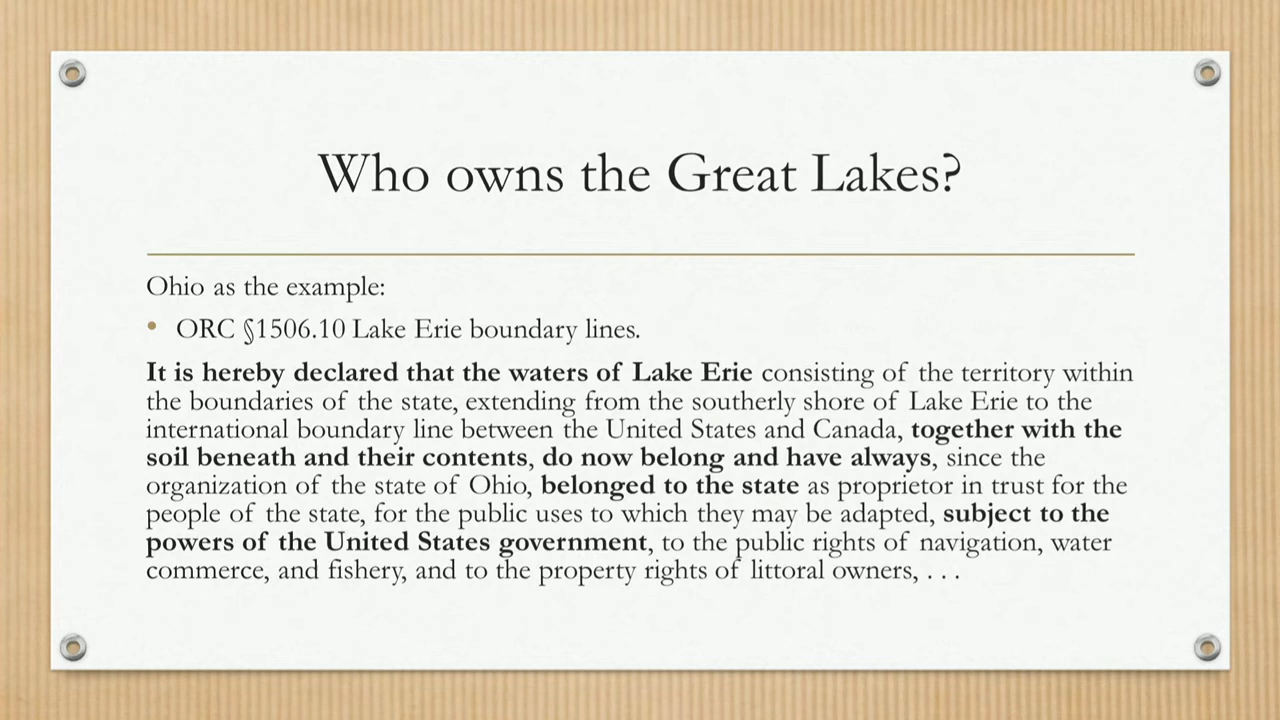 Who owns the Great Lakes?
Ohio as the example:
• ORC §1506.10 Lake Erie boundary lines.
It is hereby declared that the waters of Lake Erie consisting of the territory within
the boundaries of the state, extending from the southerly shore of Lake Erie to the
international boundary line between the United States and Canada, together with the
soil beneath and their contents, do now belong and have always, since the
organization of the state of Ohio, belonged to the state as proprietor in trust for the
people of the state, for the public uses to which they may be adapted, subject to the
powers of the United States government, to the public rights of navigation, water
commerce, and fishery, and to the property rights of littoral owners, . . .